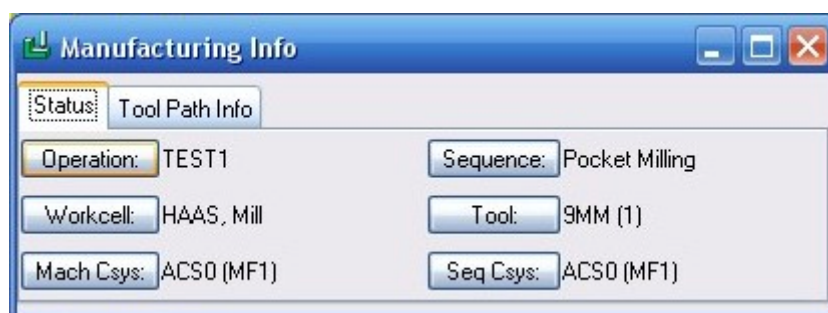 Manufacturing Info
Status Tool Path Info
Operation: TEST1 Sequence: Pocket Milling
Workcell: HAAS, Mill Tool: 9MM (1)
Mach Csys: ACS0 (MF1) Seq Csys: ACS0 (MF1)